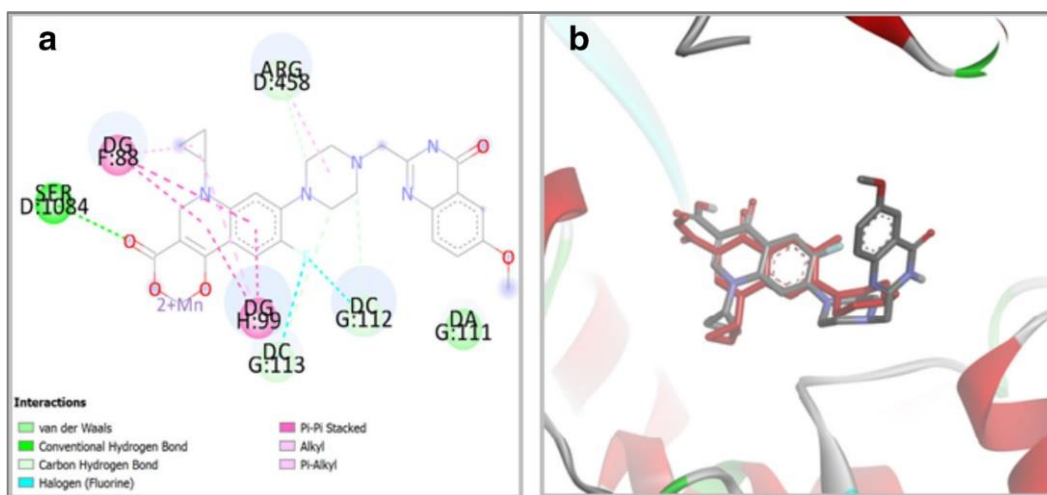 a
b
ARG
D:458
DG
F:88
SER
D:1084
N
N
N
NH
O
N
O
O
O
O
2+Mn
DG
H:99
DC
G:112
DC
G:113
DA
G:111
Interactions
van der Waals
Conventional Hydrogen Bond
Carbon Hydrogen Bond
Halogen (Fluorine)
Pi-Pi Stacked
Alkyl
Pi-Alkyl